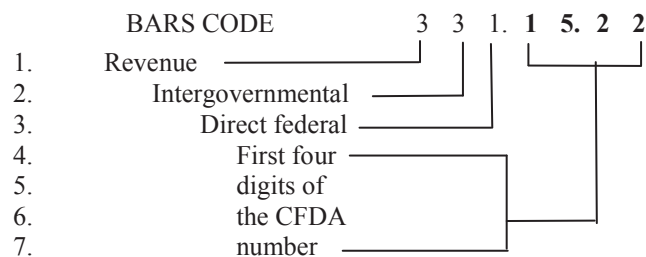 BARS CODE 3 3 1. 1 5. 2 2
1. Revenue
2. Intergovernmental
3. Direct federal
4. First four
5. digits of
6. the CFDA
7. number